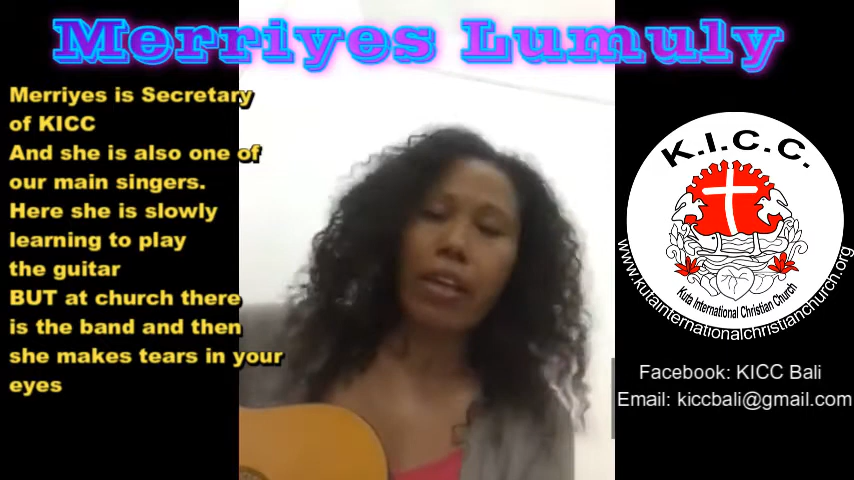 Merriyes Lumuly
Merriyes is Secretary
of KICC
And she is also one of
our main singers.
Here she is slowly
learning to play
the guitar
BUT at church there
is the band and then
she makes tears in your
eyes
K.I.C.C.
Kuta International Christian Church
www.kutainternationalchristianchurch.org
Facebook: KICC Bali
Email: kiccbali@gmail.com